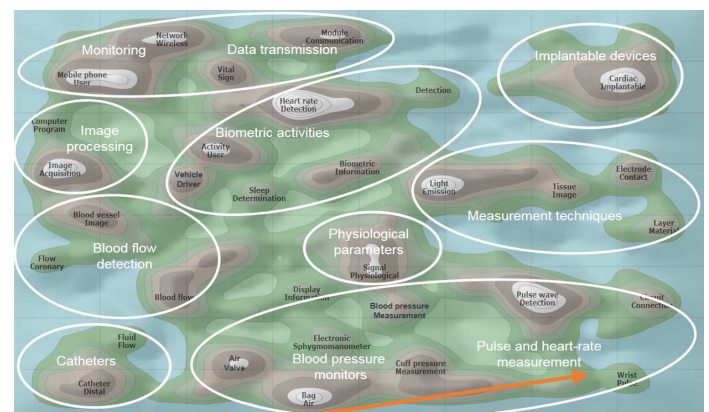 Monitoring
Network
Wireless
Data transmission
Module
Communication
Mobile phone
User
Vital
Sign
Implantable devices
Cardiac
Implantable
Heart rate
Detection
Detection
Computer
Program
Image
processing
Biometric activities
Activity
User
Image
Acquisition
Vehicle
Driver
Biometric
Information
Sleep
Determination
Light
Emission
Tissue
Image
Electrode
Contact
Measurement techniques
Layer
Material
Blood vessel
Image
Blood flow
detection
Flow
Coronary
Blood flow
Physiological
parameters
Signal
Physiological
Display
Information
Blood pressure
Measurement
Pulse wave
Detection
Circuit
Connection
Fluid
Flow
Catheters
Catheter
Distal
Electronic
Sphygmomanometer
Air
Valve
Blood pressure
monitors
Cuff pressure
Measurement
Pulse and heart-rate
measurement
Bag
Air
Wrist
Pulse